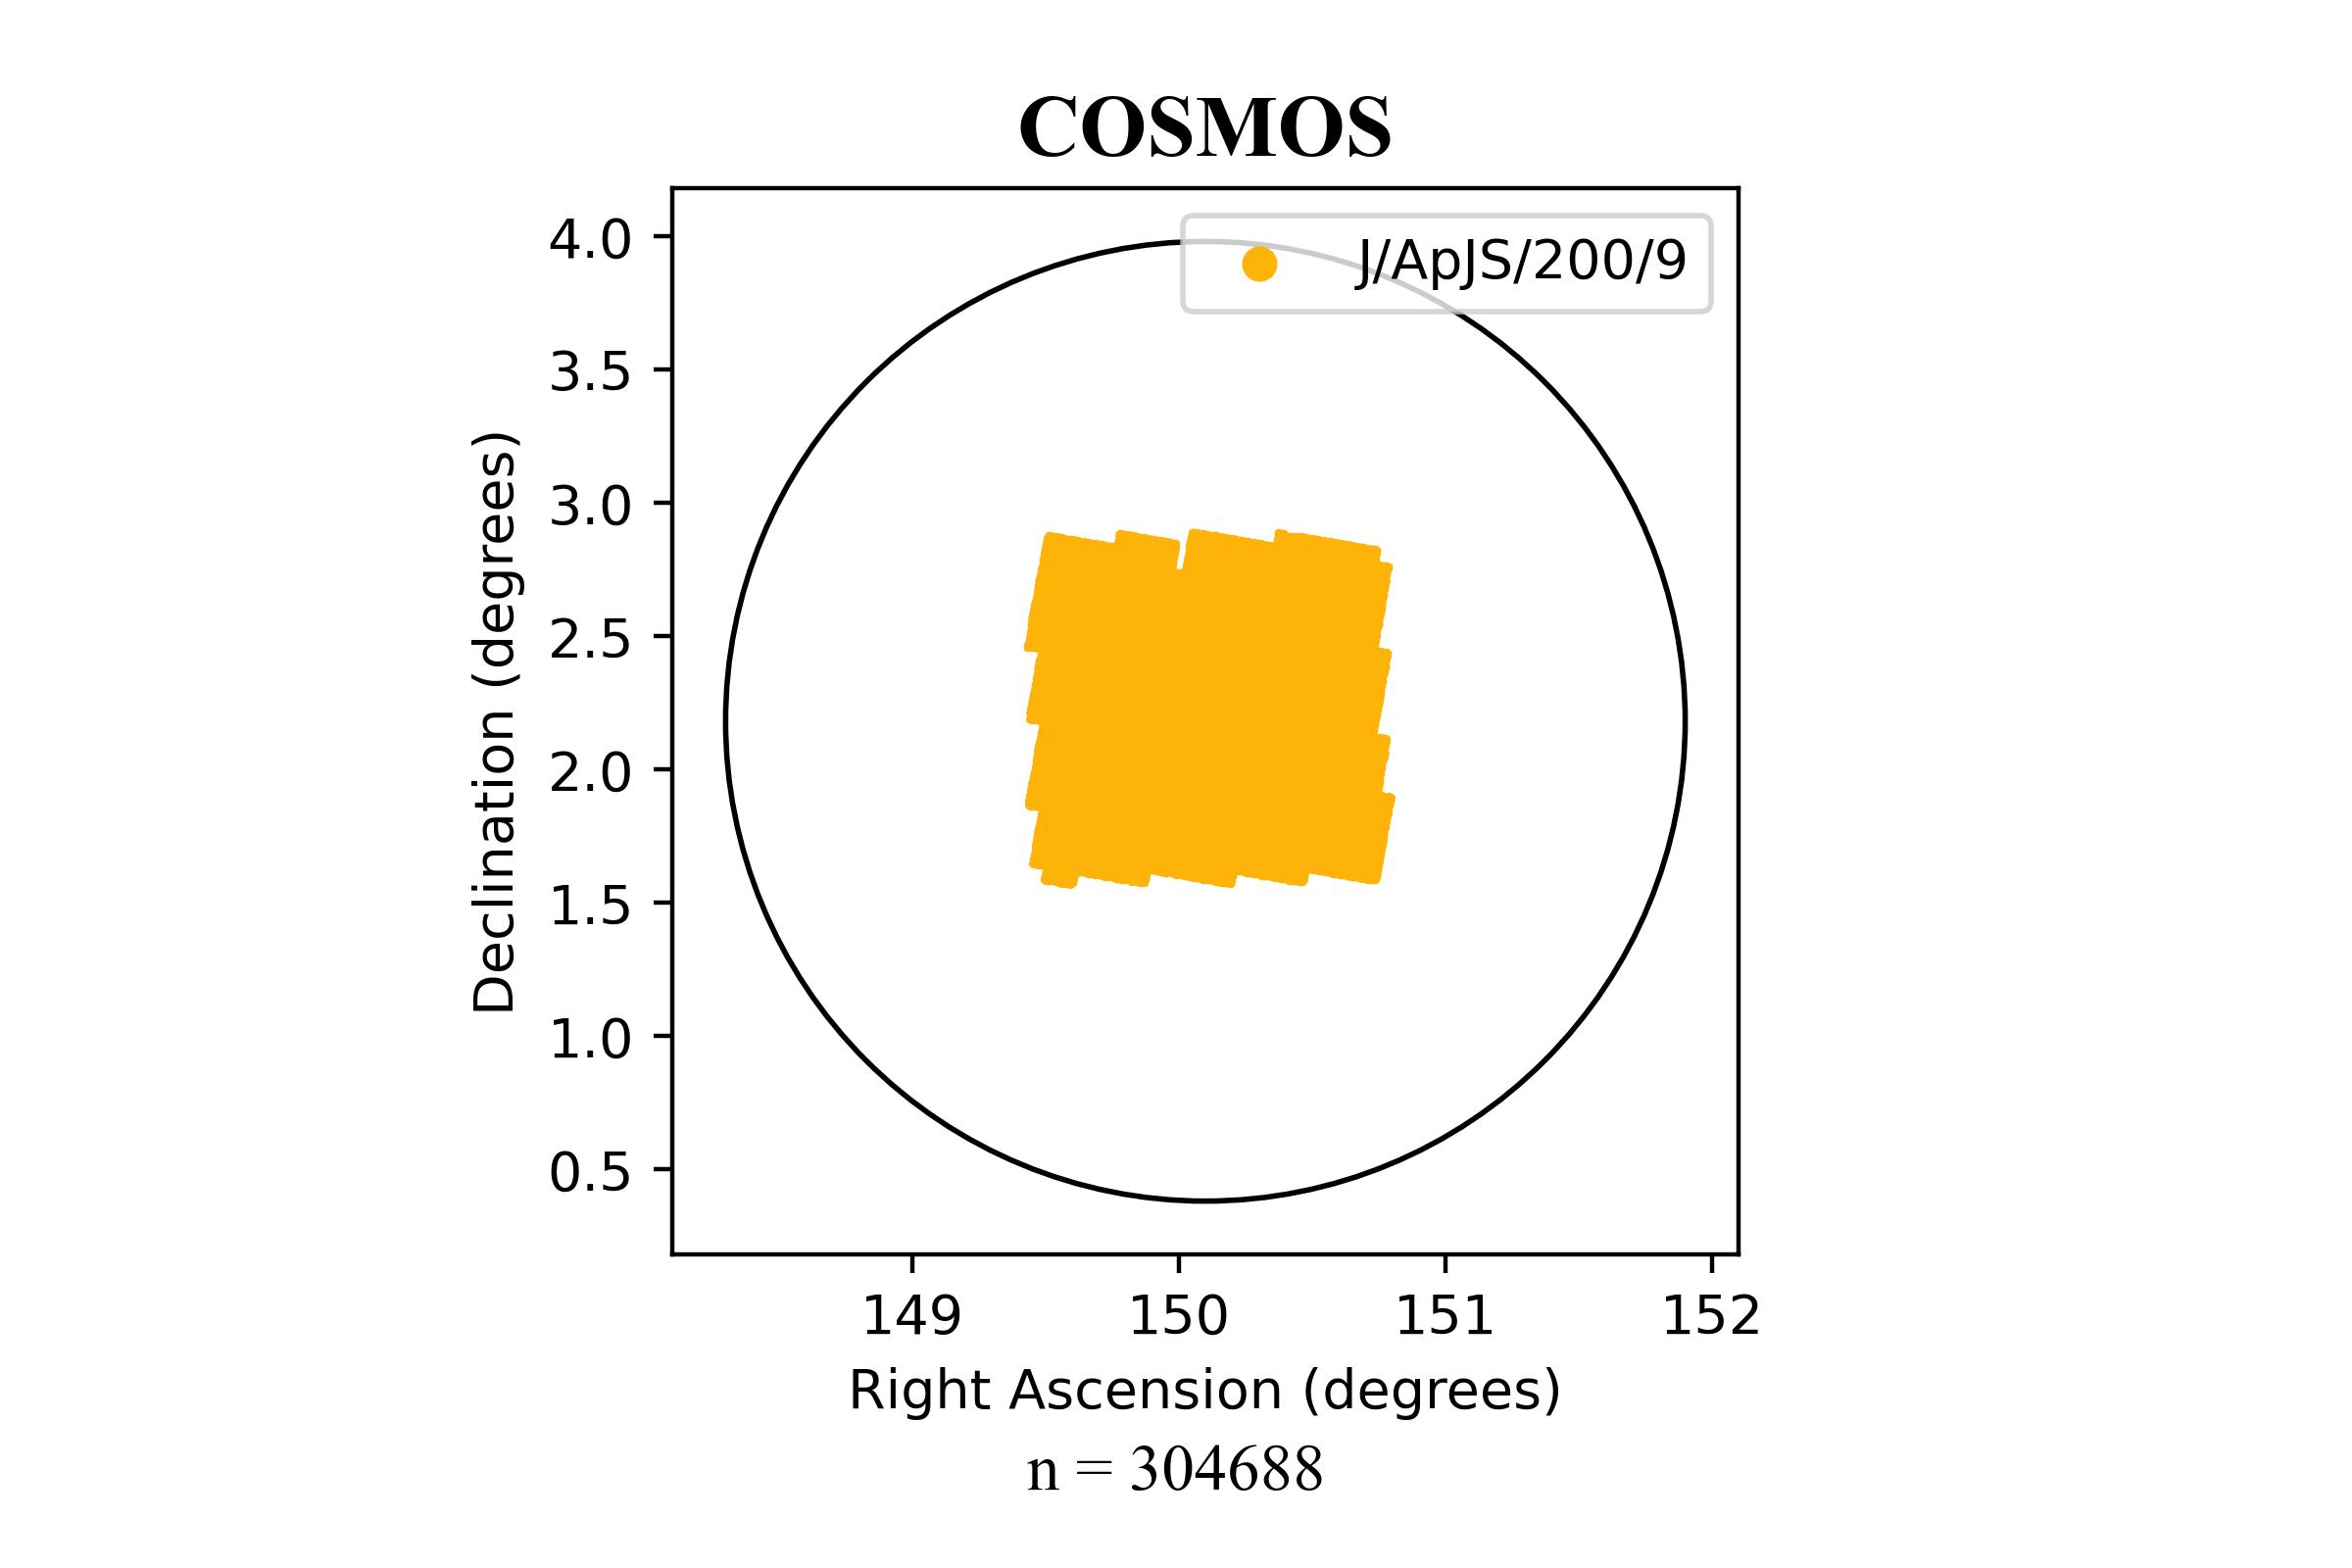 COSMOS
J/ApJS/200/9
4.0
3.5
3.0
2.5
2.0
1.5
1.0
0.5
Declination (degrees)
149 150 151 152
Right Ascension (degrees)
n = 304688